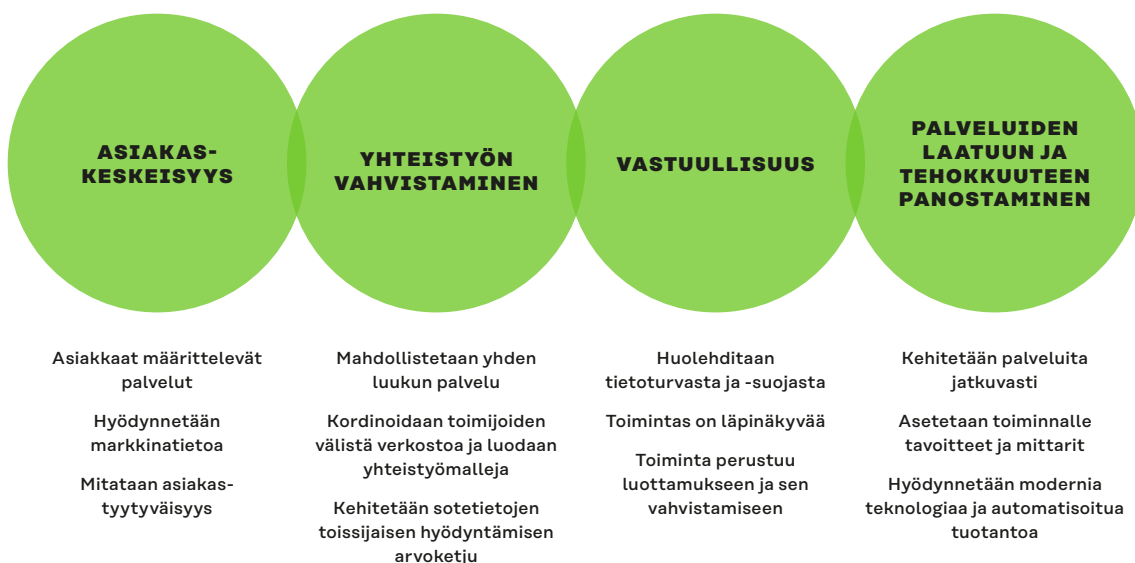 ASIAKAS-
KESKEISYYS
Asiakkaat määrittelevät
palvelut
Hyödynnetään
markkinatietoa
Mitataan asiakas-
tyytyväisyys
YHTEISTYÖN
VAHVISTAMINEN
Mahdollistetaan yhden
luukun palvelu
Kordinoidaan toimijoiden
välistä verkostoa ja luodaan
yhteistyömalleja
Kehitetään sotetietojen
toissijaisen hyödyntämisen
arvoketju
VASTUULLISUUS
Huolehditaan
tietoturvasta ja -suojasta
Toimintas on läpinäkyvää
Toiminta perustuu
luottamukseen ja sen
vahvistamiseen
PALVELUIDEN
LAATUUN JA
TEHOKKUUTEEN
PANOSTAMINEN
Kehitetään palveluita
jatkuvasti
Asetetaan toiminnalle
tavoitteet ja mittarit
Hyödynnetään modernia
teknologiaa ja automatisoitua
tuotantoa